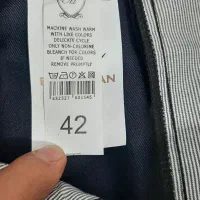 MACHINE WASH WARM
WITH LIKE COLORS
DELICATE CYCLE
ONLY NON-CHLORINE
BLEACH FOR COLORS
IF NEEDED
REMOVE PROMPTLY
42